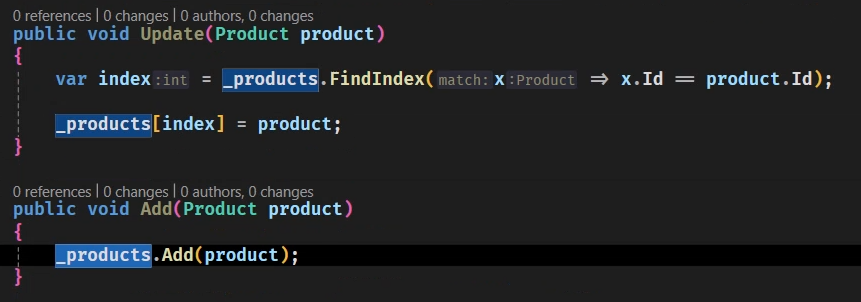 0 references | 0 changes | 0 authors, 0 changes
public void Update(Product product)
{
var index:int = _products.FindIndex(match:x:Product => x.Id == product.Id);
_products[index] = product;
}
0 references | 0 changes | 0 authors, 0 changes
public void Add(Product product)
{
_products.Add(product);
}